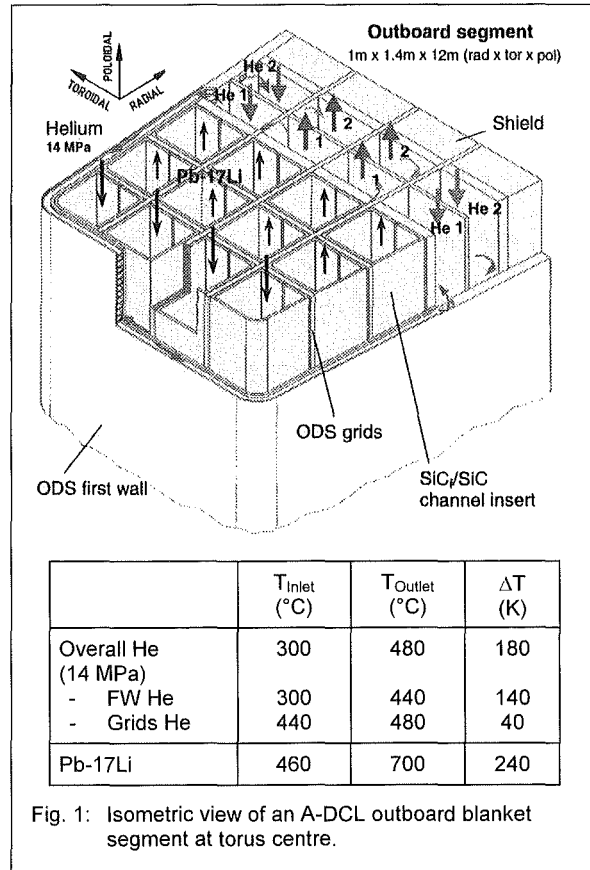 Outboard segment
1m x 1.4m x 12m (rad x tor x pol)
POLOIDAL
TOROIDAL
RADIAL
He 2
He 1
Helium
14 MPa
Shield
2
1
2
1
Pb-17Li
He 2
He 1
ODS grids
ODS first wall
SiCf/SiC
channel insert
TInlet TOutlet ΔT
(°C) (°C) (K)
Overall He 300 480 180
(14 MPa)
- FW He 300 440 140
- Grids He 440 480 40
Pb-17Li 460 700 240
Fig. 1: Isometric view of an A-DCL outboard blanket
segment at torus centre.